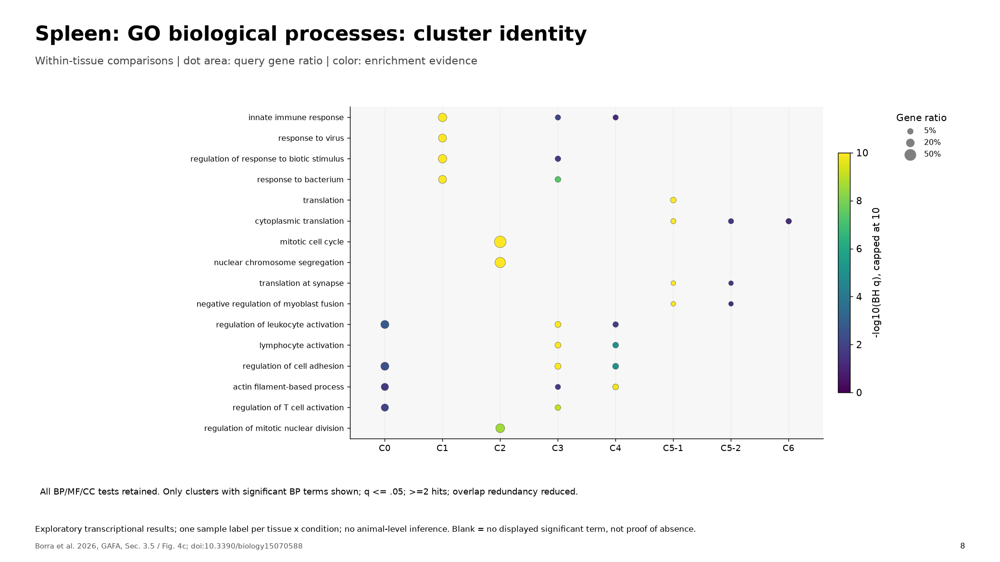 Spleen: GO biological processes: cluster identity
Within-tissue comparisons | dot area: query gene ratio | color: enrichment evidence
innate immune response
response to virus
regulation of response to biotic stimulus
response to bacterium
translation
cytoplasmic translation
mitotic cell cycle
nuclear chromosome segregation
translation at synapse
negative regulation of myoblast fusion
regulation of leukocyte activation
lymphocyte activation
regulation of cell adhesion
actin filament-based process
regulation of T cell activation
regulation of mitotic nuclear division
C0 C1 C2 C3 C4 C5-1 C5-2 C6
10
8
6
4
2
0
-log10(BH q), capped at 10
Gene ratio
5%
20%
50%
All BP/MF/CC tests retained. Only clusters with significant BP terms shown; q <= .05; >=2 hits; overlap redundancy reduced.
Exploratory transcriptional results; one sample label per tissue x condition; no animal-level inference. Blank = no displayed significant term, not proof of absence.
Borra et al. 2026, GAFA, Sec. 3.5 / Fig. 4c; doi:10.3390/biology15070588
8